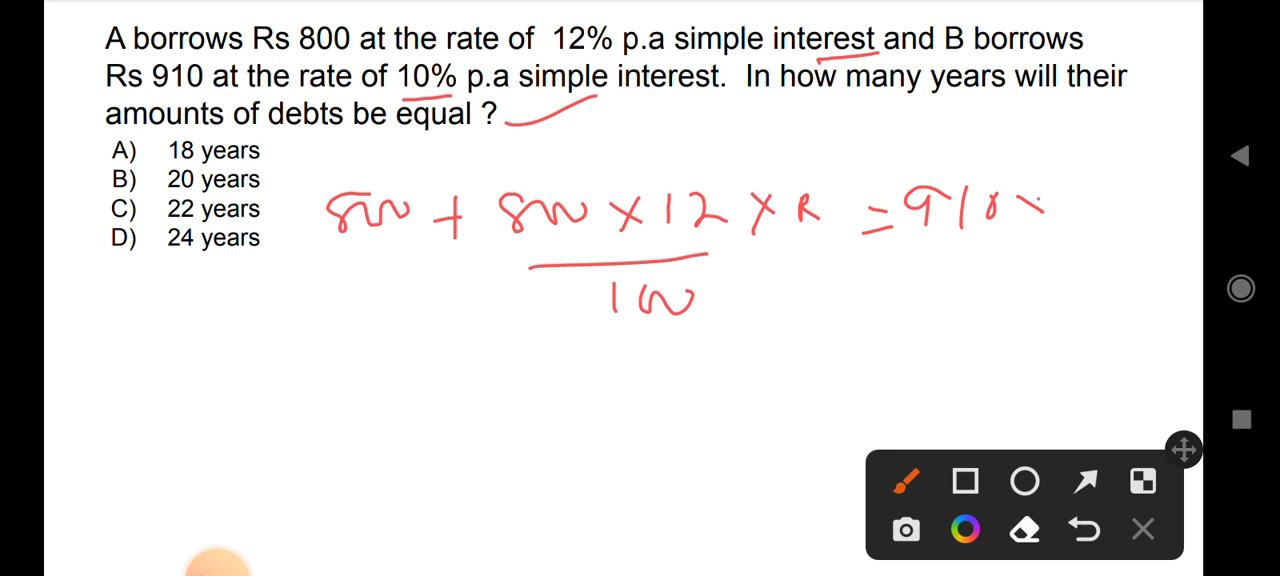 A borrows Rs 800 at the rate of 12% p.a simple interest and B borrows
Rs 910 at the rate of 10% p.a simple interest. In how many years will their
amounts of debts be equal ?
A) 18 years
B) 20 years
C) 22 years
D) 24 years
800 + 800 × 12 × R = 910 ×
100